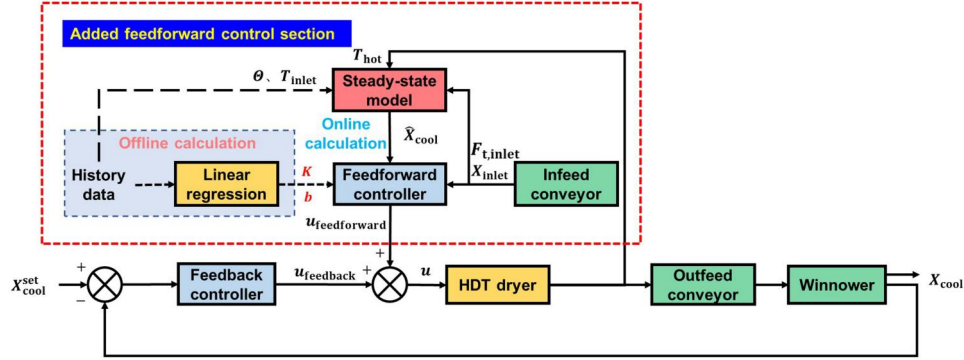 Added feedforward control section
T_hot
Θ、T_inlet
Steady-state
model
Online
calculation
X̂_cool
Offline calculation
F_t,inlet
X_inlet
History
data
Linear
regression
K
b
Feedforward
controller
Infeed
conveyor
u_feedforward
+
X_cool^set
+
−
Feedback
controller
u_feedback
+
u
HDT dryer
Outfeed
conveyor
Winnower
X_cool